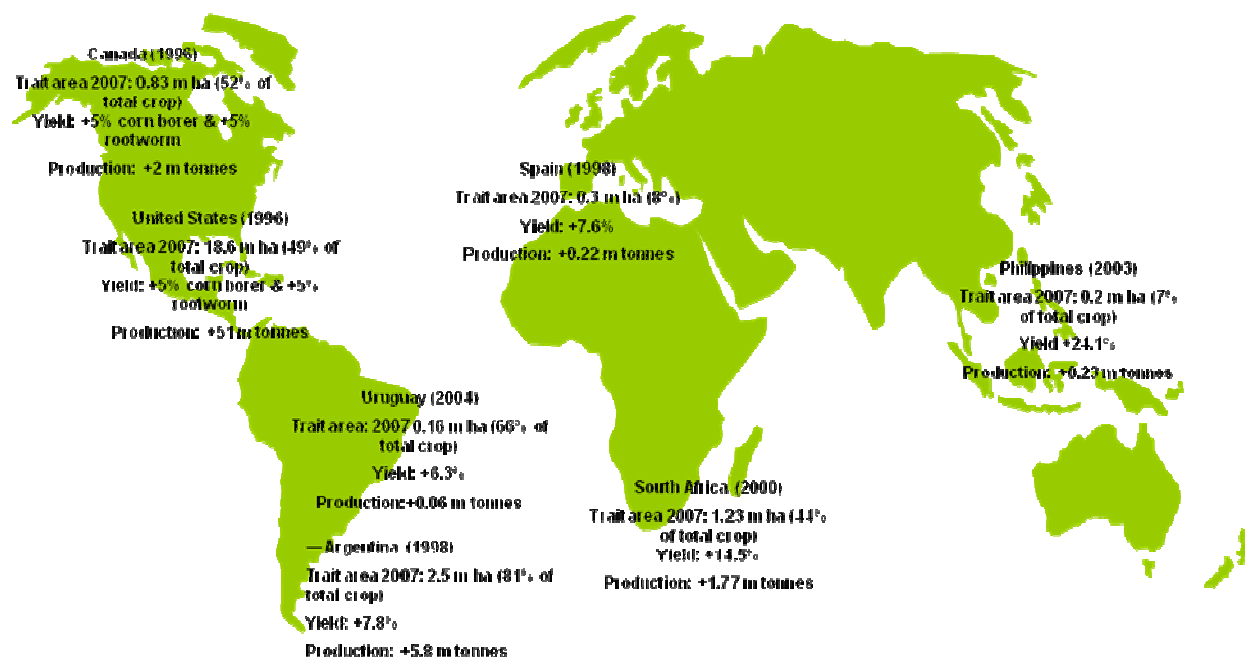 Canada (1996)
Trait area 2007: 0.83 m ha (52% of
total crop)
Yield: +5% corn borer & +5%
rootworm
Production: +2 m tonnes
United States (1996)
Trait area 2007: 18.6 m ha (49% of
total crop)
Yield: +5% corn borer & +5%
rootworm
Production: +51 m tonnes
Spain (1998)
Trait area 2007: 0.3 m ha (8%)
Yield: +7.6%
Production: +0.22 m tonnes
Philippines (2003)
Trait area 2007: 0.2 m ha (7%
of total crop)
Yield +24.1%
Production: +0.23 m tonnes
Uruguay (2004)
Trait area: 2007 0.16 m ha (66% of
total crop)
Yield: +6.3%
Production:+0.06 m tonnes
South Africa (2000)
Trait area 2007: 1.23 m ha (44%
of total crop)
Yield: +14.5%
Production: +1.77 m tonnes
—Argentina (1998)
Trait area 2007: 2.5 m ha (81% of
total crop)
Yield: +7.8%
Production: +5.8 m tonnes